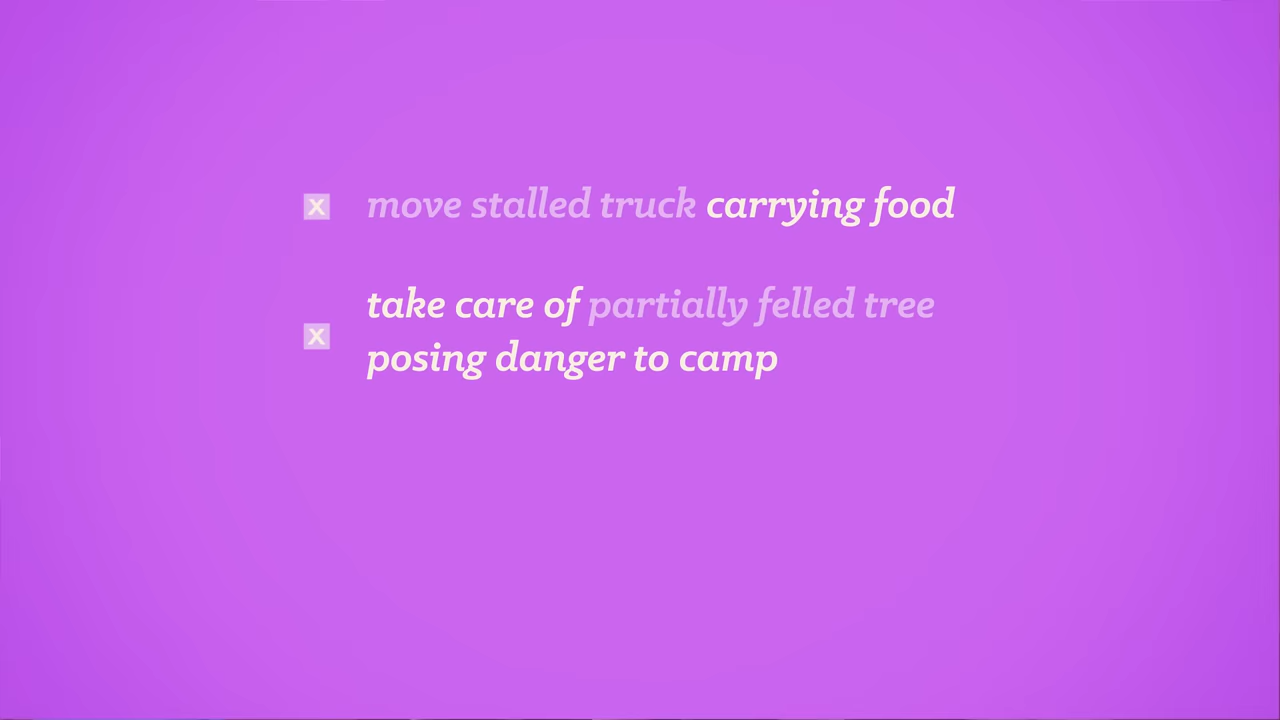 x move stalled truck carrying food
take care of partially felled tree
x posing danger to camp